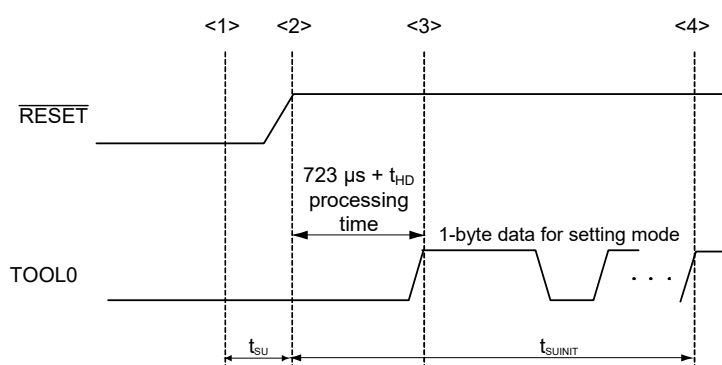 <1> <2> <3> <4>
RESET
723 µs + tHD
processing
time
1-byte data for setting mode
TOOL0
. . .
tSU tSUINIT